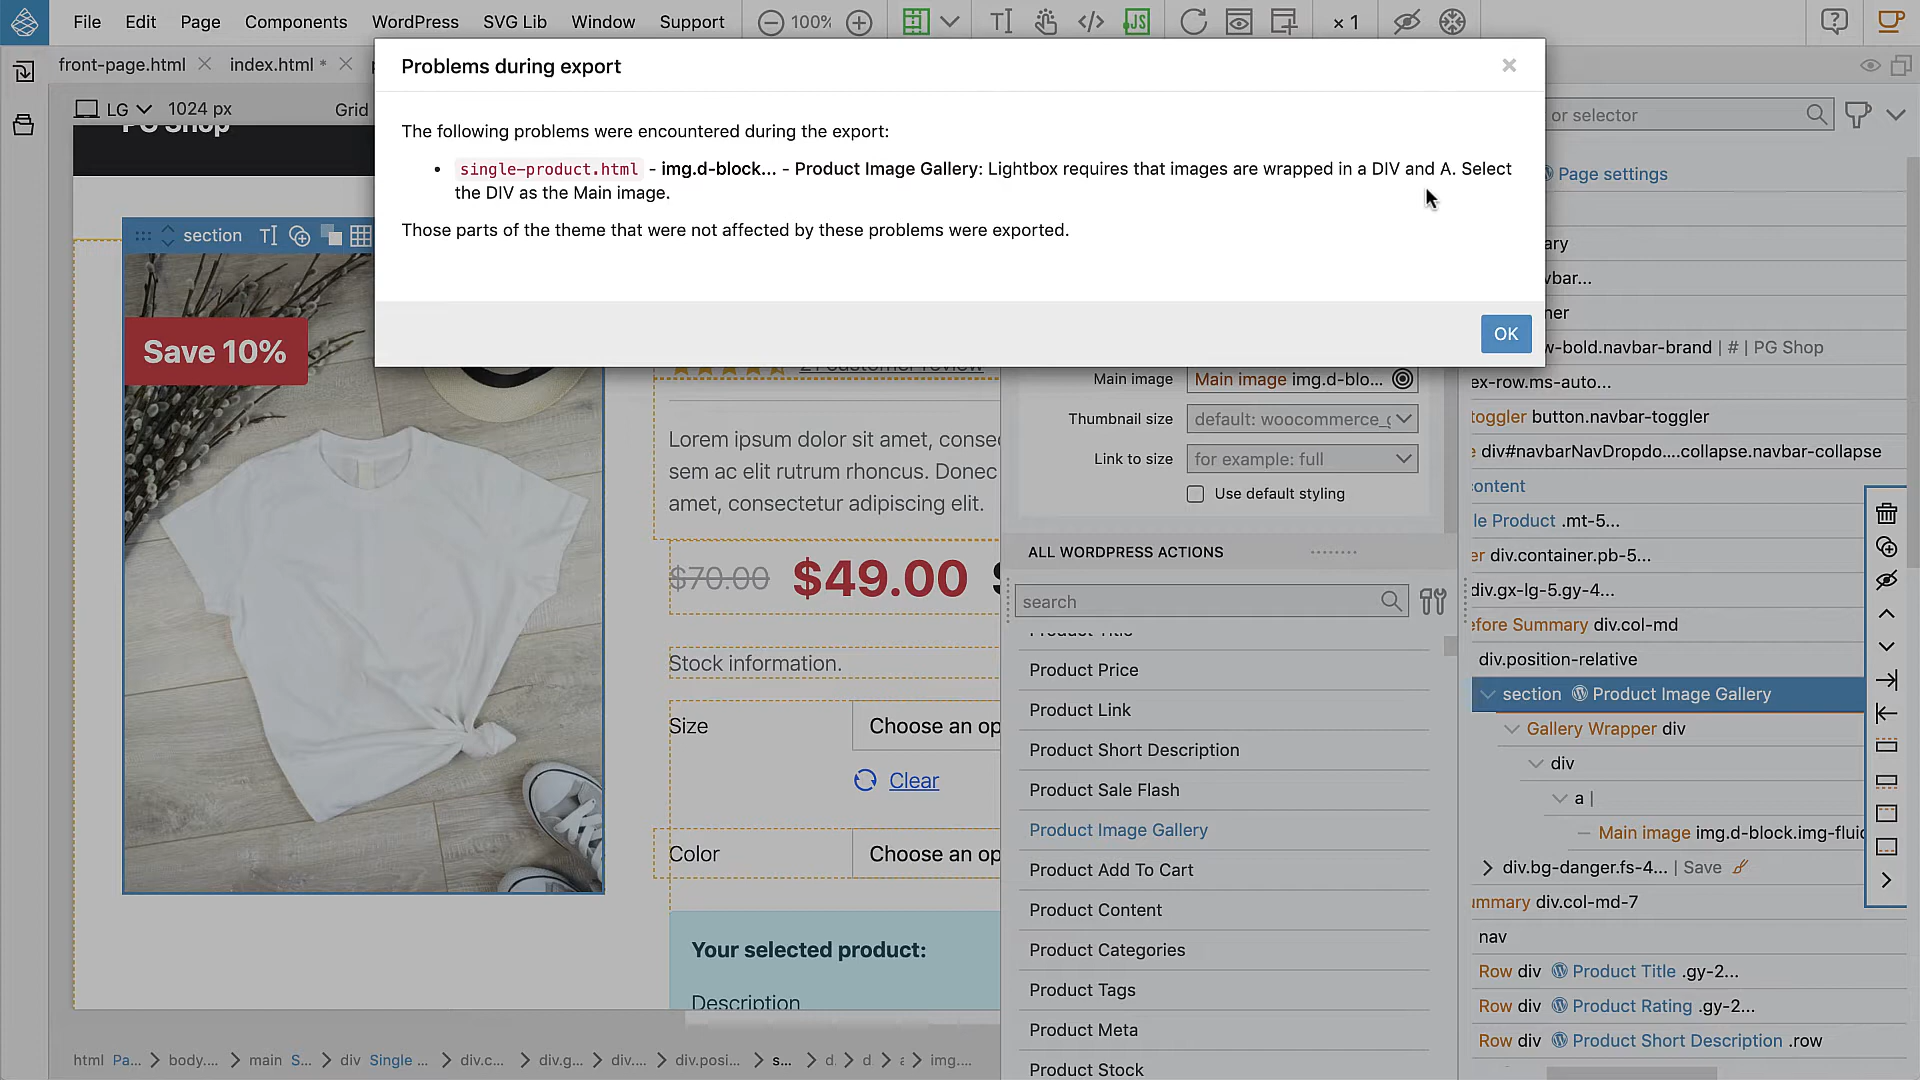 File Edit Page Components WordPress SVG Lib Window Support 100% JS × 1
front-page.html index.html *
Problems during export
The following problems were encountered during the export:
• single-product.html - img.d-block... - Product Image Gallery: Lightbox requires that images are wrapped in a DIV and A. Select
the DIV as the Main image.
Those parts of the theme that were not affected by these problems were exported.
OK
LG 1024 px Grid
PG Shop
section
Save 10%
Lorem ipsum dolor sit amet, consec
sem ac elit rutrum rhoncus. Donec
amet, consectetur adipiscing elit.
$70.00 $49.00
Stock information.
Size Choose an op
Clear
Color Choose an op
Your selected product:
Description
Main image Main image img.d-blo...
Thumbnail size default: woocommerce_g
Link to size for example: full
Use default styling
ALL WORDPRESS ACTIONS
search
Product Title
Product Price
Product Link
Product Short Description
Product Sale Flash
Product Image Gallery
Product Add To Cart
Product Content
Product Categories
Product Tags
Product Meta
Product Stock
or selector
Page settings
ary
vbar...
ner
w-bold.navbar-brand | # | PG Shop
ex-row.ms-auto...
toggler button.navbar-toggler
e div#navbarNavDropdo....collapse.navbar-collapse
content
le Product .mt-5...
er div.container.pb-5...
div.gx-lg-5.gy-4...
efore Summary div.col-md
div.position-relative
section Product Image Gallery
Gallery Wrapper div
div
a |
Main image img.d-block.img-fluid
div.bg-danger.fs-4... | Save
ummary div.col-md-7
nav
Row div Product Title .gy-2...
Row div Product Rating .gy-2...
Row div Product Short Description .row
html Pa... body.... main S... div Single ... div.c... div.g... div.... div.posi... s... d. d. a img....